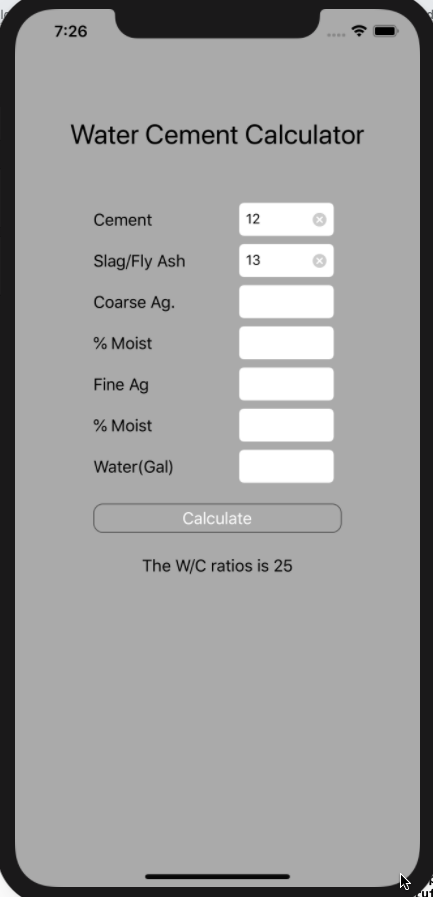 7:26
Water Cement Calculator
Cement 12
Slag/Fly Ash 13
Coarse Ag.
% Moist
Fine Ag
% Moist
Water(Gal)
Calculate
The W/C ratios is 25